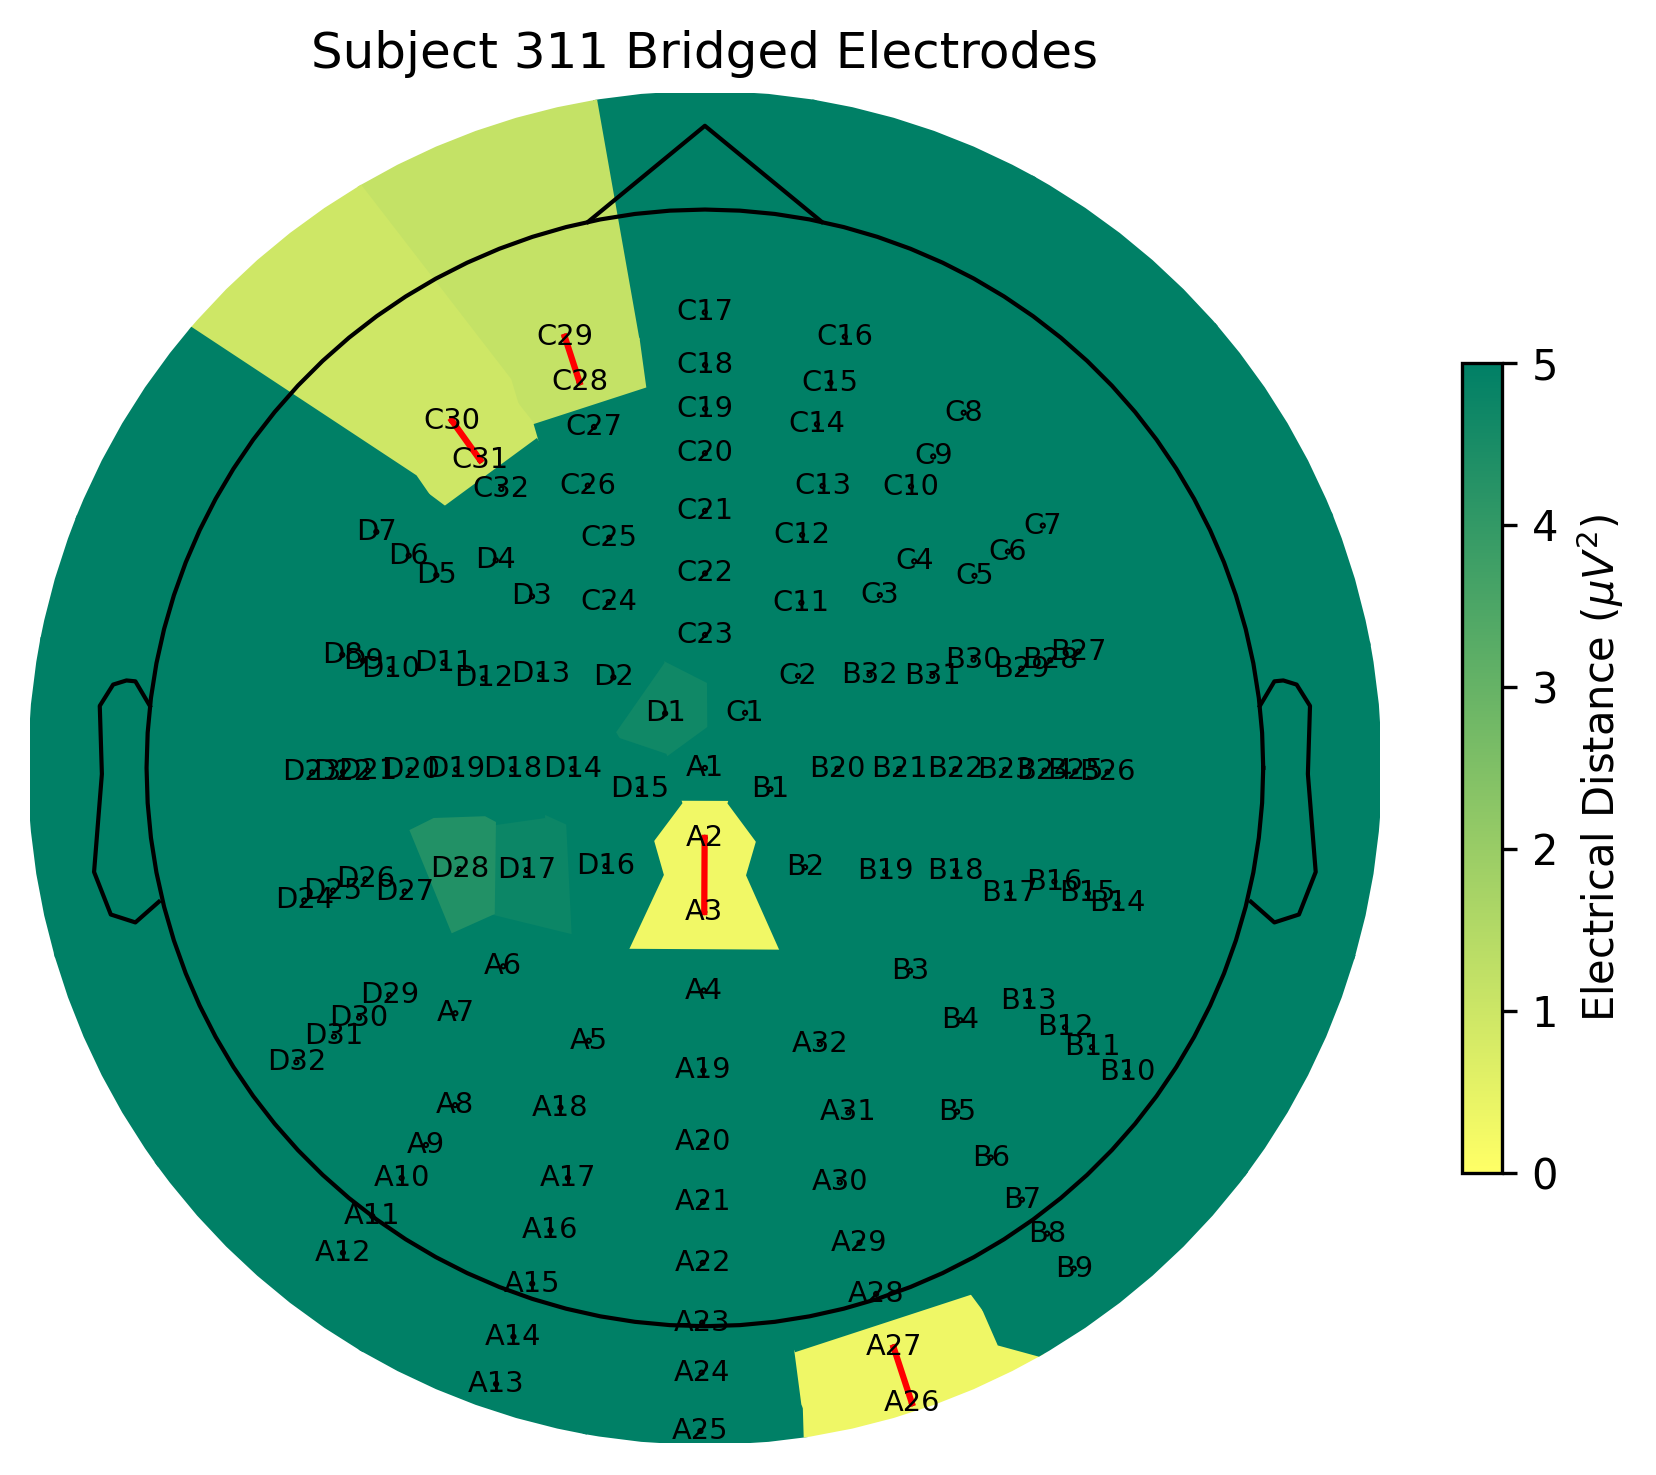 Subject 311 Bridged Electrodes
C17
C29 C16
C18
C28 C15
C19 C8
C30 C27 C14
C20 C9
C31
C32 C26 C13 C10
C21
D7 C25 C12 C7
D6 D4 C4 C6
D5 C22 C5
D3 C24 C11 C3
C23
D8 D9 D10 D11 D12 D13 D2 C2 B32 B31 B30 B29 B28 B27
D1 C1
D23 D22 D21 D20 D19 D18 D14 A1 B20 B21 B22 B23 B24 B25 B26
D15 B1
A2
D24 D25 D26 D27 D28 D17 D16 B2 B19 B18 B17 B16 B15 B14
A3
A6 B3
D29 A4 B13
D30 A7 B4 B12
D31 A5 A32 B11
D32 A19 B10
A8 A18 A31 B5
A9 A20 B6
A10 A17 A30
A11 A21 B7
A12 A16 A29 B8
A22 B9
A15 A28
A14 A23 A27
A13 A24 A26
A25
5
4
3
2
1
0
Electrical Distance (μV²)